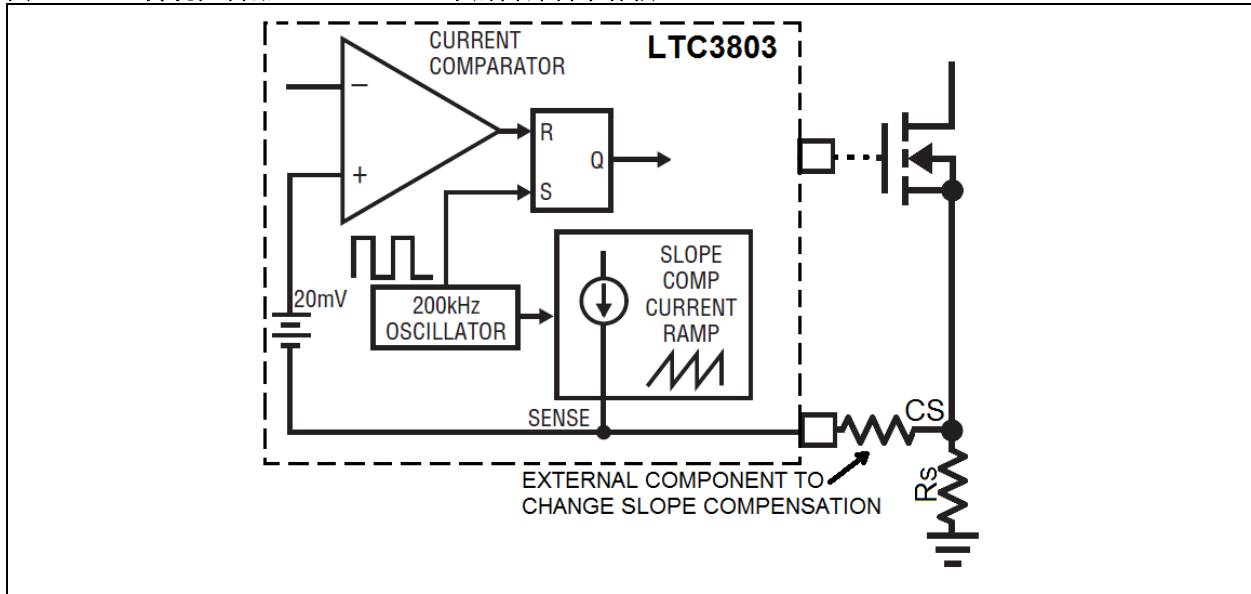 CURRENT
COMPARATOR
LTC3803
−
+
R
S
Q
20mV
200kHz
OSCILLATOR
SLOPE
COMP
CURRENT
RAMP
SENSE
CS
EXTERNAL COMPONENT TO
CHANGE SLOPE COMPENSATION
Rs